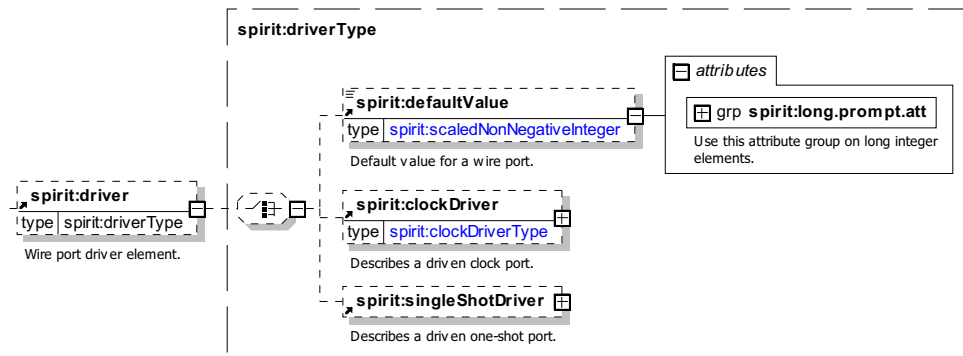 spirit:driverType
attributes
spirit:defaultValue
grp spirit:long.prompt.att
type spirit:scaledNonNegativeInteger
Use this attribute group on long integer
elements.
Default value for a wire port.
spirit:driver
type spirit:driverType
Wire port driver element.
spirit:clockDriver
type spirit:clockDriverType
Describes a driven clock port.
spirit:singleShotDriver
Describes a driven one-shot port.